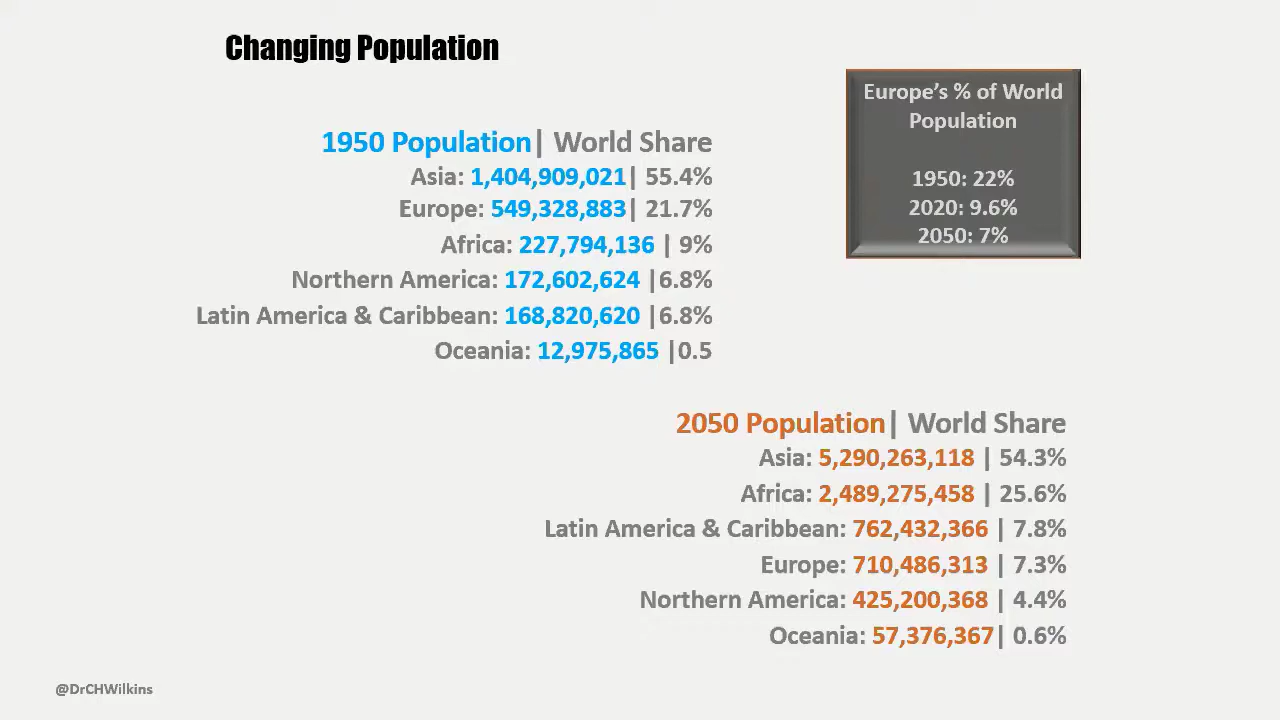 Changing Population
Europe's % of World
Population
1950: 22%
2020: 9.6%
2050: 7%
1950 Population| World Share
Asia: 1,404,909,021| 55.4%
Europe: 549,328,883| 21.7%
Africa: 227,794,136 | 9%
Northern America: 172,602,624 |6.8%
Latin America & Caribbean: 168,820,620 |6.8%
Oceania: 12,975,865 |0.5
2050 Population| World Share
Asia: 5,290,263,118 | 54.3%
Africa: 2,489,275,458 | 25.6%
Latin America & Caribbean: 762,432,366 | 7.8%
Europe: 710,486,313 | 7.3%
Northern America: 425,200,368 | 4.4%
Oceania: 57,376,367| 0.6%
@DrCHWilkins